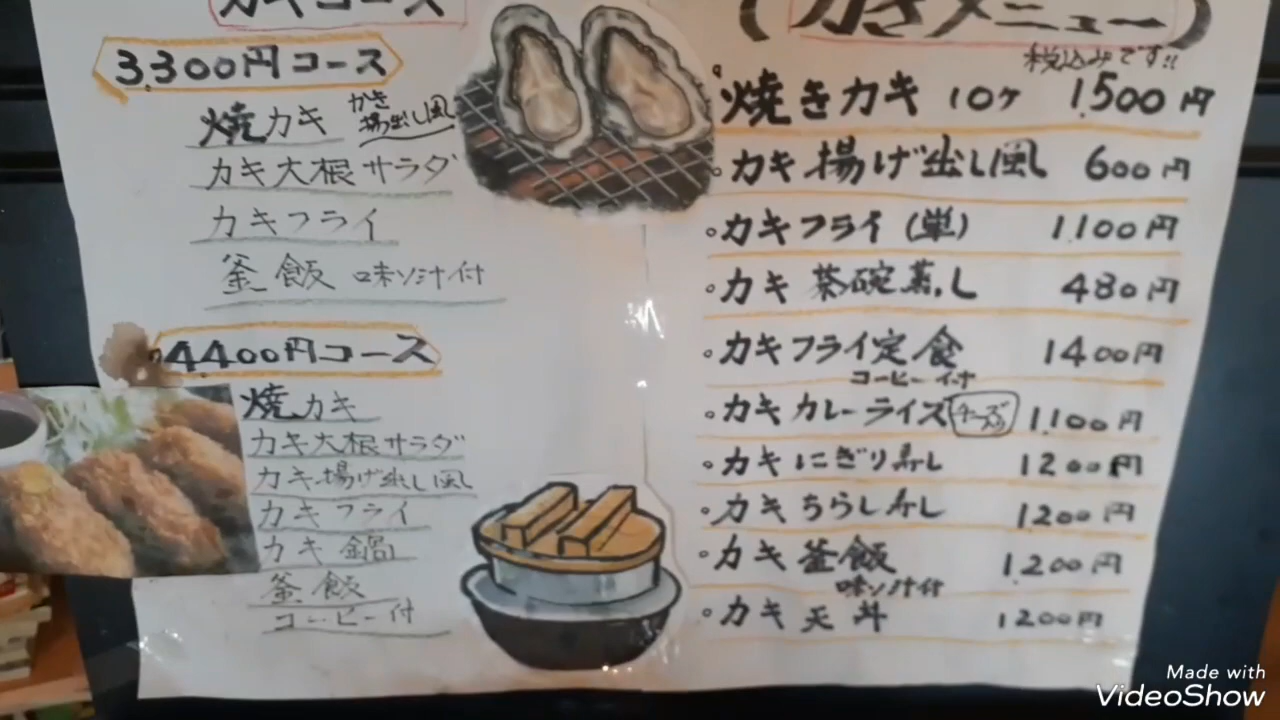 カキコース
3,300円コース
焼カキ かき揚出し風
カキ大根サラダ
カキフライ
釜飯 味ソ汁付
4,400円コース
焼カキ
カキ大根サラダ
カキ揚げ出し風
カキフライ
カキ鍋
釜飯
コーヒー付
(カキメニュー)
税込みです!!
焼きカキ 10ケ 1,500円
カキ揚げ出し風 600円
カキフライ(単) 1,100円
カキ茶碗蒸し 480円
カキフライ定食 1400円
コーヒー付
カキカレーライス チーズ入り 1,100円
カキにぎり寿し 1200円
カキちらし寿し 1200円
カキ釜飯 1,200円
味ソ汁付
カキ天丼 1200円
Made with
VideoShow